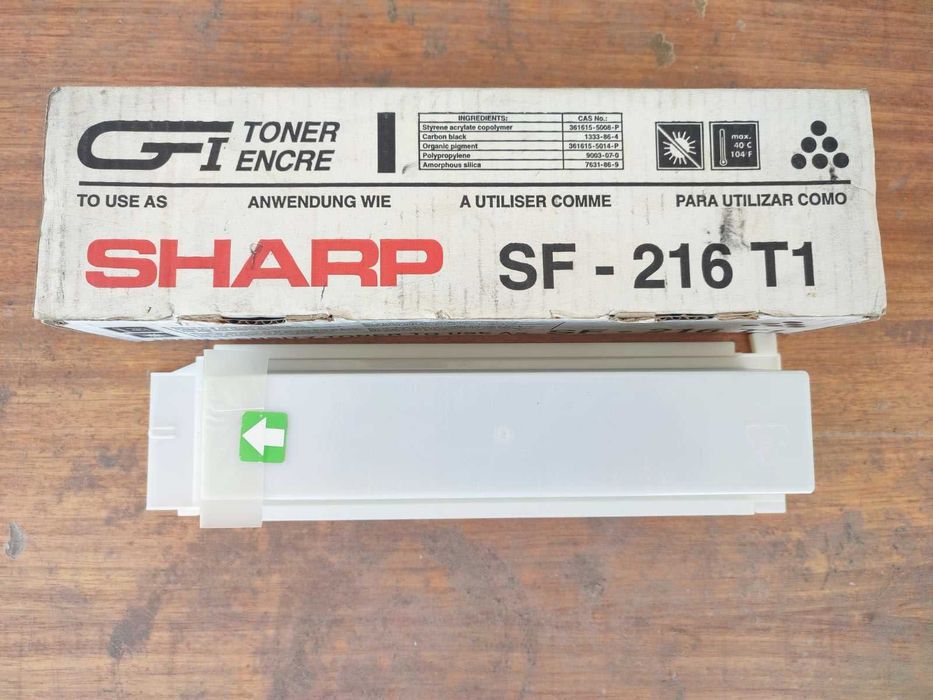 GI TONER
ENCRE
INGREDIENTS: CAS No.:
Styrene acrylate copolymer 361615-5008-P
Carbon black 1333-86-4
Organic pigment 361615-5014-P
Polypropylene 9003-07-0
Amorphous silica 7631-86-9
max.
40 C
104 F
TO USE AS ANWENDUNG WIE A UTILISER COMME PARA UTILIZAR COMO
SHARP SF - 216 T1